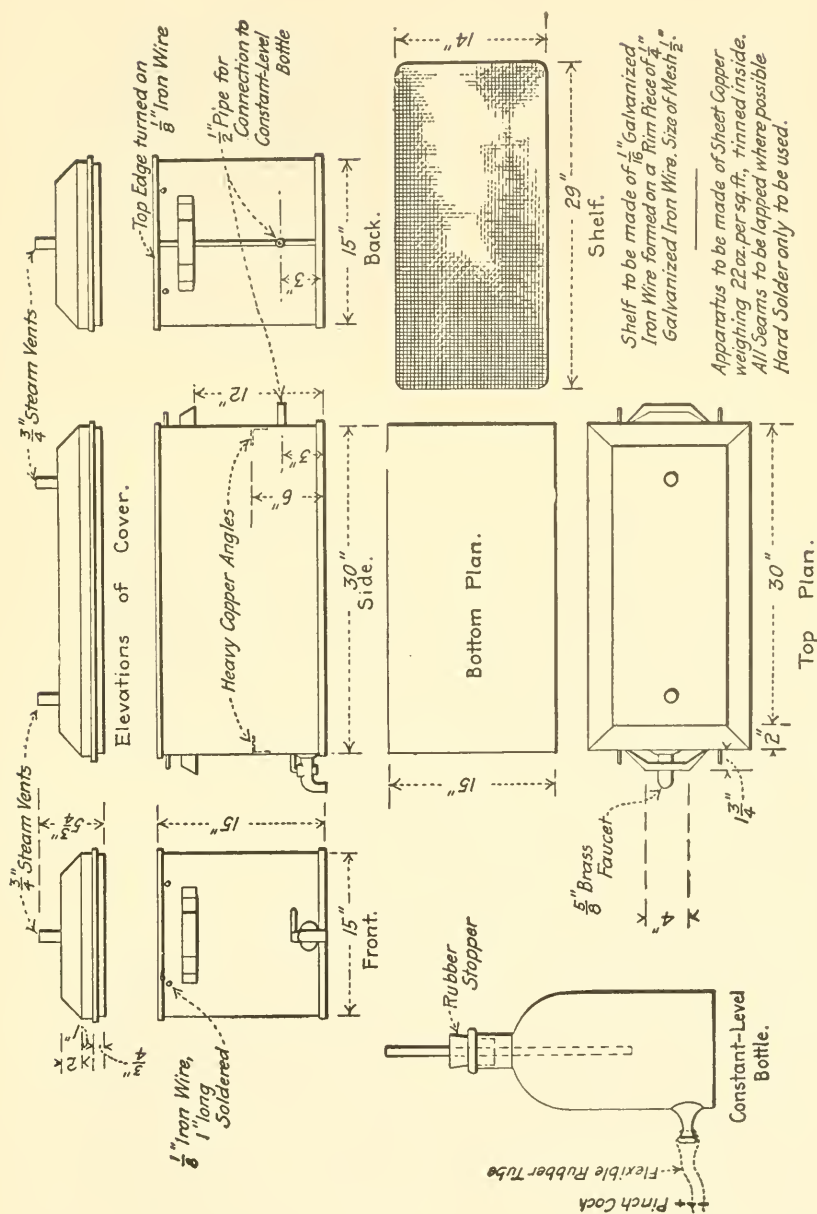 3/4" Steam Vents
3/4" Steam Vents
5 3/4"
2"
1"
3/4"
Elevations of Cover.
Top Edge turned on
1/8" Iron Wire
1/2" Pipe for
Connection to
Constant-Level
Bottle
1/8" Iron Wire,
1" long
Soldered
15"
15"
Front.
Heavy Copper Angles
6"
3"
12"
30"
Side.
3"
15"
Back.
15"
Bottom Plan.
14"
29"
Shelf.
Shelf to be made of 1/16" Galvanized
Iron Wire formed on a Rim Piece of 1/4"
Galvanized Iron Wire. Size of Mesh 1/2".
Apparatus to be made of Sheet Copper
weighing 22 oz. per sq.ft., tinned inside.
All Seams to be lapped where possible
Hard Solder only to be used.
Rubber
Stopper
Constant-Level
Bottle.
Flexible Rubber Tube
Pinch Cock
5/8" Brass
Faucet
4"
1 3/4"
2"
30"
Top Plan.